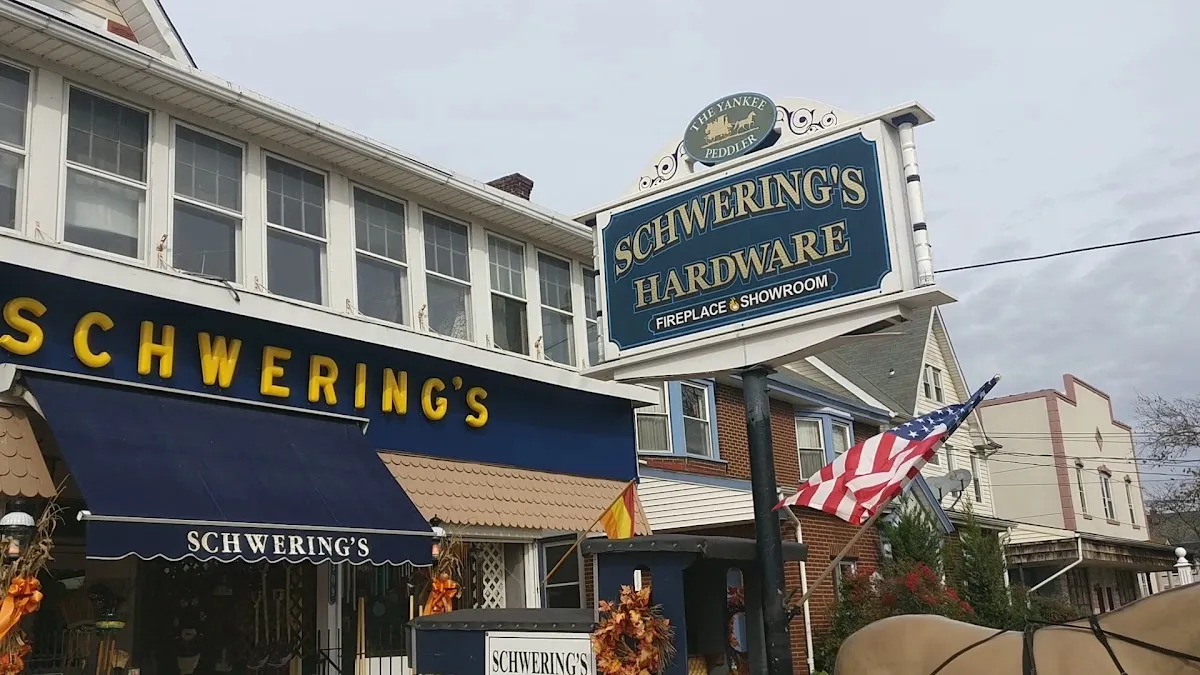 THE YANKEE
PEDDLER
SCHWERING'S
HARDWARE
FIREPLACE SHOWROOM
SCHWERING'S
SCHWERING'S
SCHWERING'S